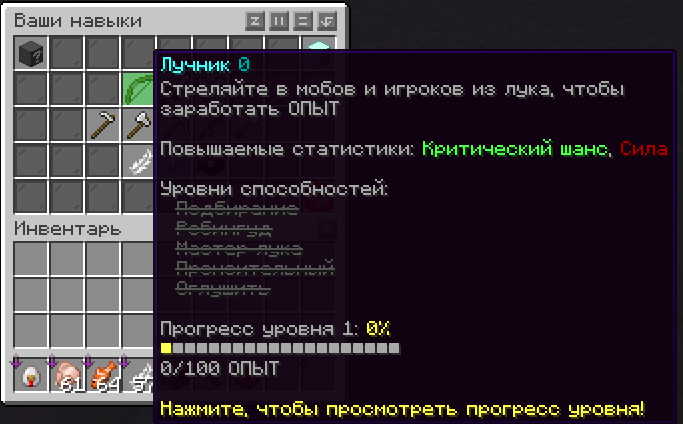 Ваши навыки
Лучник 0
Стреляйте в мобов и игроков из лука, чтобы
заработать ОПЫТ
Повышаемые статистики: Критический шанс, Сила
Уровни способностей:
Подбирание
Робингуд
Мастер лука
Пронзительный
Оглушить
Инвентарь
Прогресс уровня 1: 0%
0/100 ОПЫТ
Нажмите, чтобы просмотреть прогресс уровня!
61
64